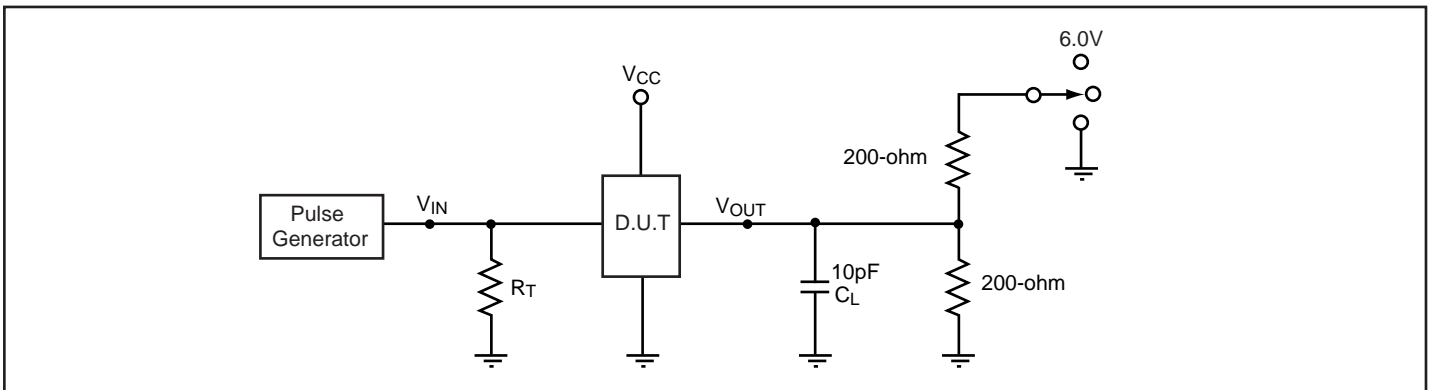 6.0V
VCC
200-ohm
Pulse
Generator
VIN
D.U.T
VOUT
RT
10pF
CL
200-ohm